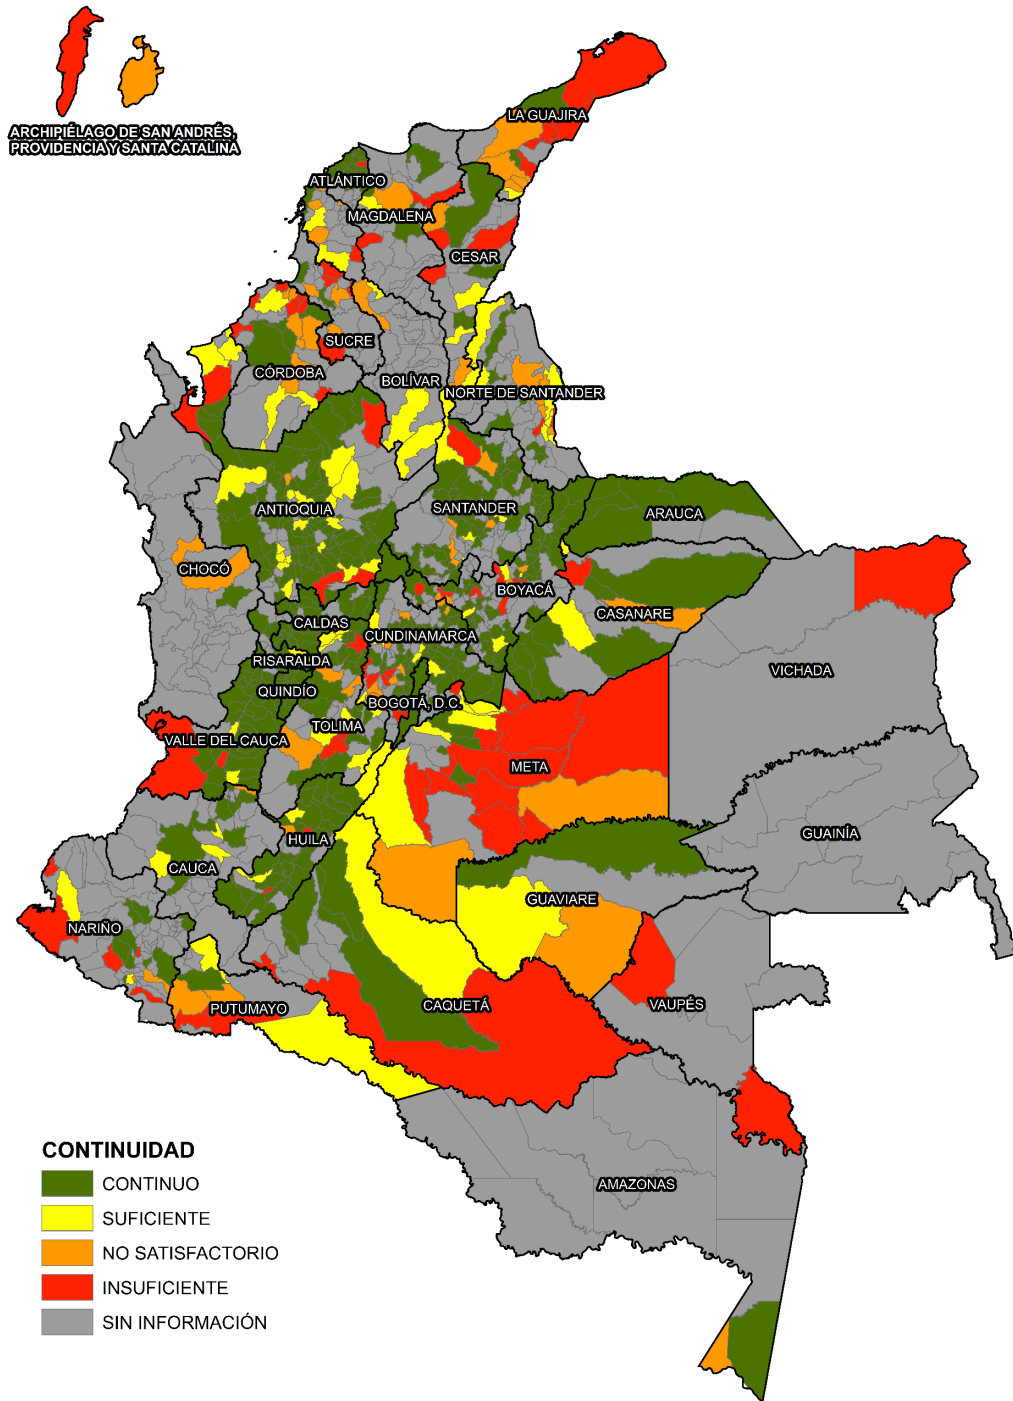 ARCHIPIÉLAGO DE SAN ANDRÉS,
PROVIDENCIA Y SANTA CATALINA
LA GUAJIRA
ATLÁNTICO
MAGDALENA
CESAR
SUCRE
CÓRDOBA
BOLÍVAR
NORTE DE SANTANDER
ANTIOQUIA
SANTANDER
ARAUCA
CHOCÓ
BOYACÁ
CASANARE
CALDAS
CUNDINAMARCA
RISARALDA
VICHADA
QUINDÍO
BOGOTÁ, D.C.
TOLIMA
VALLE DEL CAUCA
META
GUAINÍA
HUILA
CAUCA
GUAVIARE
NARIÑO
CAQUETÁ
VAUPÉS
PUTUMAYO
AMAZONAS
CONTINUIDAD
CONTINUO
SUFICIENTE
NO SATISFACTORIO
INSUFICIENTE
SIN INFORMACIÓN